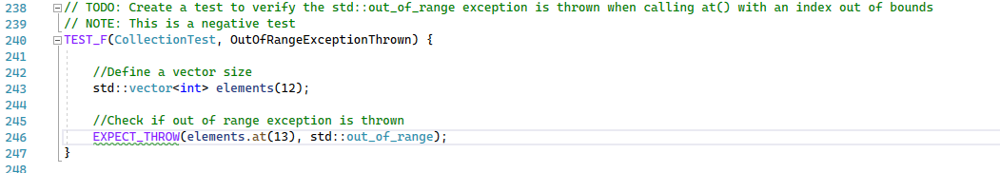 238 // TODO: Create a test to verify the std::out_of_range exception is thrown when calling at() with an index out of bounds
239 // NOTE: This is a negative test
240 TEST_F(CollectionTest, OutOfRangeExceptionThrown) {
241
242 //Define a vector size
243 std::vector<int> elements(12);
244
245 //Check if out of range exception is thrown
246 EXPECT_THROW(elements.at(13), std::out_of_range);
247 }
248